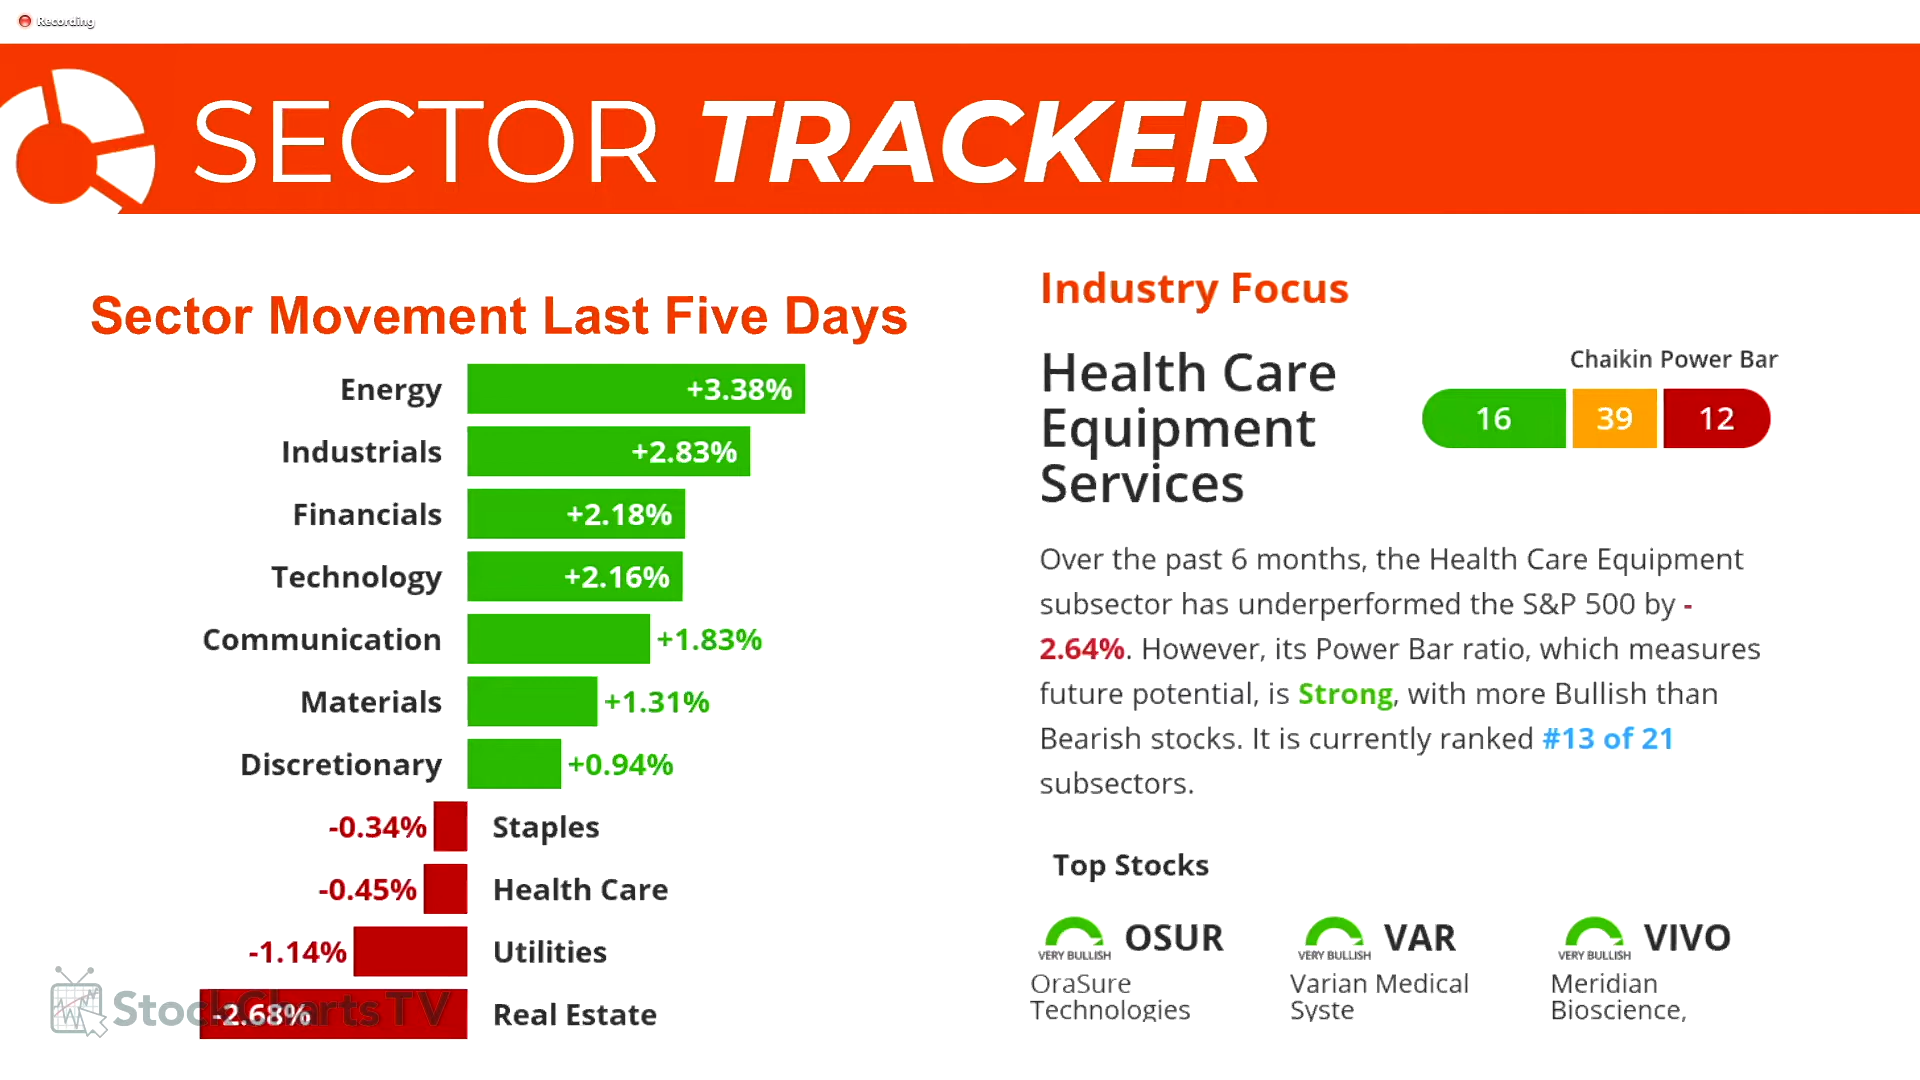 Recording
SECTOR TRACKER
Sector Movement Last Five Days
Energy +3.38%
Industrials +2.83%
Financials +2.18%
Technology +2.16%
Communication +1.83%
Materials +1.31%
Discretionary +0.94%
-0.34% Staples
-0.45% Health Care
-1.14% Utilities
-2.68% Real Estate
StockChartsTV
Industry Focus
Health Care
Equipment
Services
Chaikin Power Bar
16 39 12
Over the past 6 months, the Health Care Equipment
subsector has underperformed the S&P 500 by -
2.64%. However, its Power Bar ratio, which measures
future potential, is Strong, with more Bullish than
Bearish stocks. It is currently ranked #13 of 21
subsectors.
Top Stocks
VERY BULLISH OSUR
OraSure
Technologies
VERY BULLISH VAR
Varian Medical
Syste
VERY BULLISH VIVO
Meridian
Bioscience,